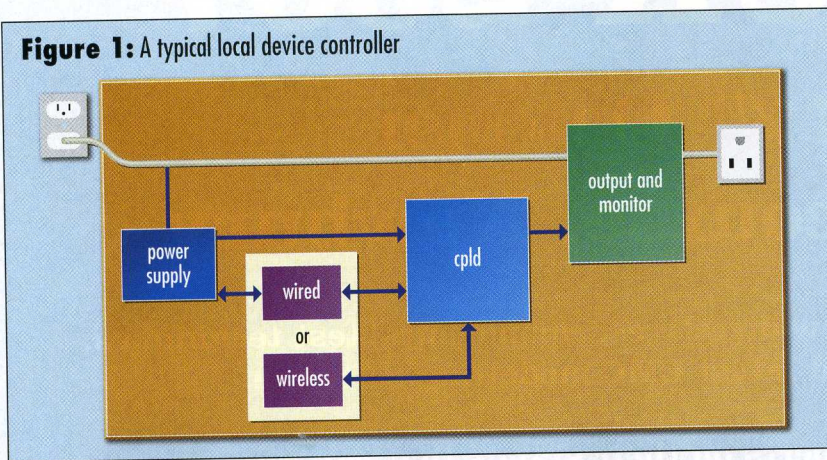 Figure 1: A typical local device controller
output and
monitor
power
supply
cpld
wired
or
wireless